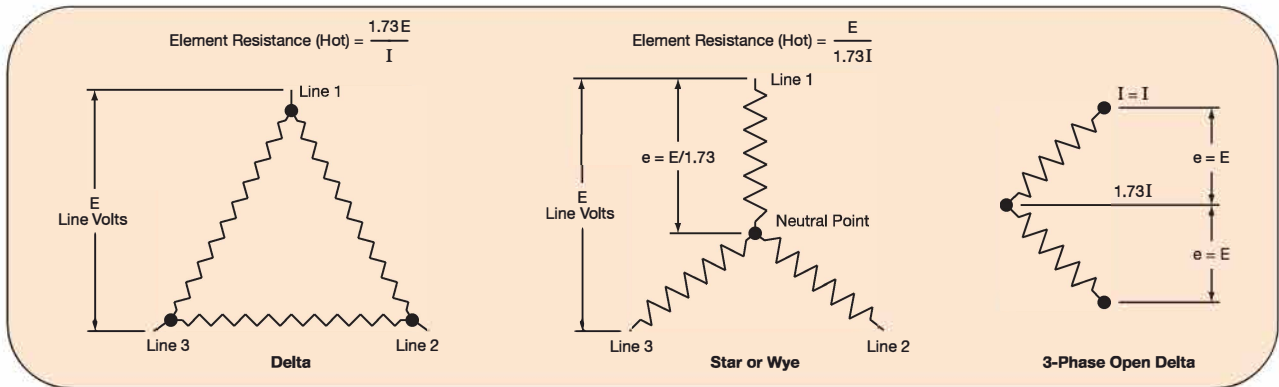 Element Resistance (Hot) = 1.73E
I
Line 1
E
Line Volts
Line 3
Line 2
Delta
Element Resistance (Hot) = E
1.73I
Line 1
e = E/1.73
E
Line Volts
Neutral Point
Line 3
Line 2
Star or Wye
I = I
e = E
1.73I
e = E
3-Phase Open Delta